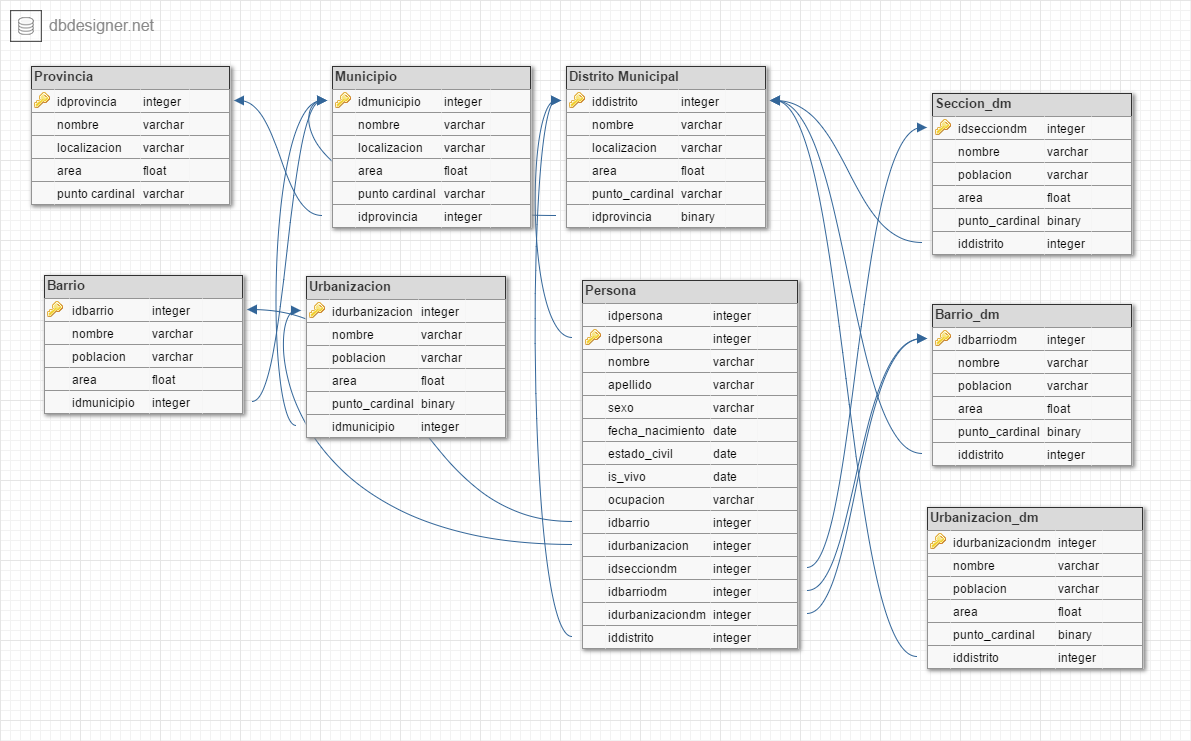 dbdesigner.net
Provincia
idprovincia integer
nombre varchar
localizacion varchar
area float
punto cardinal varchar
Municipio
idmunicipio integer
nombre varchar
localizacion varchar
area float
punto cardinal varchar
idprovincia integer
Distrito Municipal
iddistrito integer
nombre varchar
localizacion varchar
area float
punto_cardinal varchar
idprovincia binary
Seccion_dm
idsecciondm integer
nombre varchar
poblacion varchar
area float
punto_cardinal binary
iddistrito integer
Barrio
idbarrio integer
nombre varchar
poblacion varchar
area float
idmunicipio integer
Urbanizacion
idurbanizacion integer
nombre varchar
poblacion varchar
area float
punto_cardinal binary
idmunicipio integer
Persona
idpersona integer
idpersona integer
nombre varchar
apellido varchar
sexo varchar
fecha_nacimiento date
estado_civil date
is_vivo date
ocupacion varchar
idbarrio integer
idurbanizacion integer
idsecciondm integer
idbarriodm integer
idurbanizaciondm integer
iddistrito integer
Barrio_dm
idbarriodm integer
nombre varchar
poblacion varchar
area float
punto_cardinal binary
iddistrito integer
Urbanizacion_dm
idurbanizaciondm integer
nombre varchar
poblacion varchar
area float
punto_cardinal binary
iddistrito integer